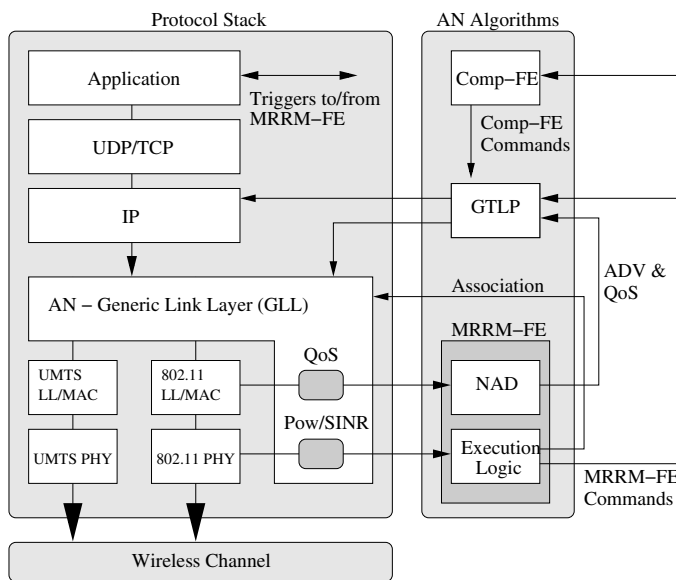 Protocol Stack
AN Algorithms
Application
Triggers to/from
MRRM−FE
Comp−FE
Comp−FE
Commands
UDP/TCP
IP
GTLP
AN − Generic Link Layer (GLL)
Association
ADV &
QoS
MRRM−FE
UMTS
LL/MAC
802.11
LL/MAC
QoS
NAD
UMTS PHY
802.11 PHY
Pow/SINR
Execution
Logic
MRRM−FE
Commands
Wireless Channel